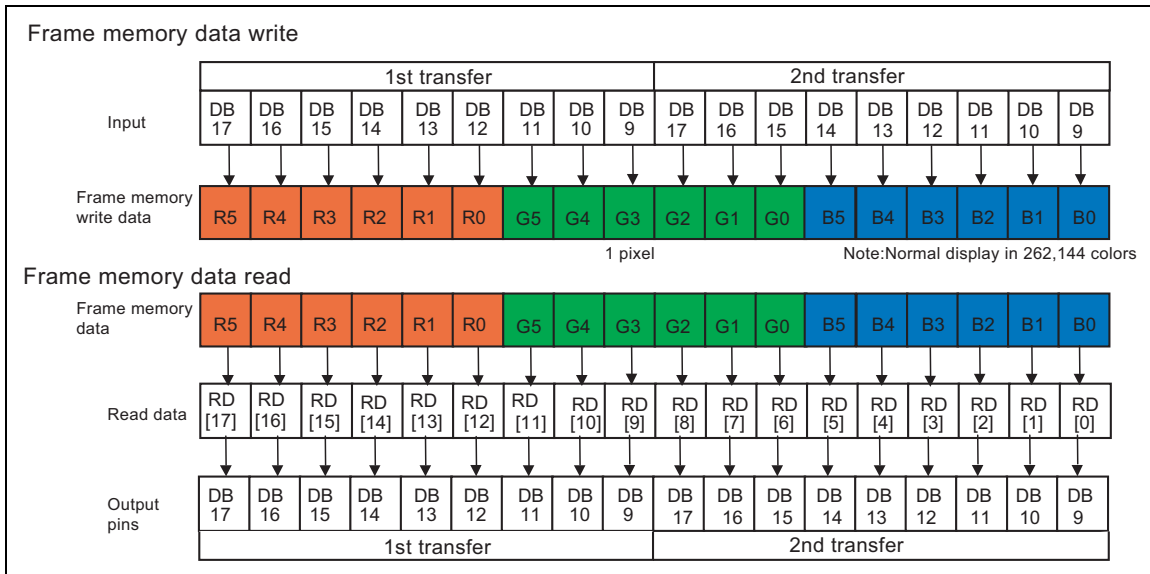 Frame memory data write
1st transfer 2nd transfer
Input DB 17 DB 16 DB 15 DB 14 DB 13 DB 12 DB 11 DB 10 DB 9 DB 17 DB 16 DB 15 DB 14 DB 13 DB 12 DB 11 DB 10 DB 9
Frame memory write data R5 R4 R3 R2 R1 R0 G5 G4 G3 G2 G1 G0 B5 B4 B3 B2 B1 B0
1 pixel Note:Normal display in 262,144 colors
Frame memory data read
Frame memory data R5 R4 R3 R2 R1 R0 G5 G4 G3 G2 G1 G0 B5 B4 B3 B2 B1 B0
Read data RD [17] RD [16] RD [15] RD [14] RD [13] RD [12] RD [11] RD [10] RD [9] RD [8] RD [7] RD [6] RD [5] RD [4] RD [3] RD [2] RD [1] RD [0]
Output pins DB 17 DB 16 DB 15 DB 14 DB 13 DB 12 DB 11 DB 10 DB 9 DB 17 DB 16 DB 15 DB 14 DB 13 DB 12 DB 11 DB 10 DB 9
1st transfer 2nd transfer